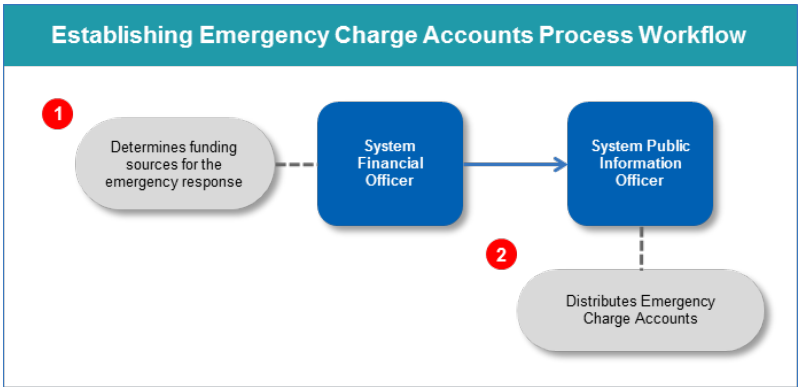 Establishing Emergency Charge Accounts Process Workflow
1
Determines funding
sources for the
emergency response
System
Financial
Officer
System Public
Information
Officer
2
Distributes Emergency
Charge Accounts